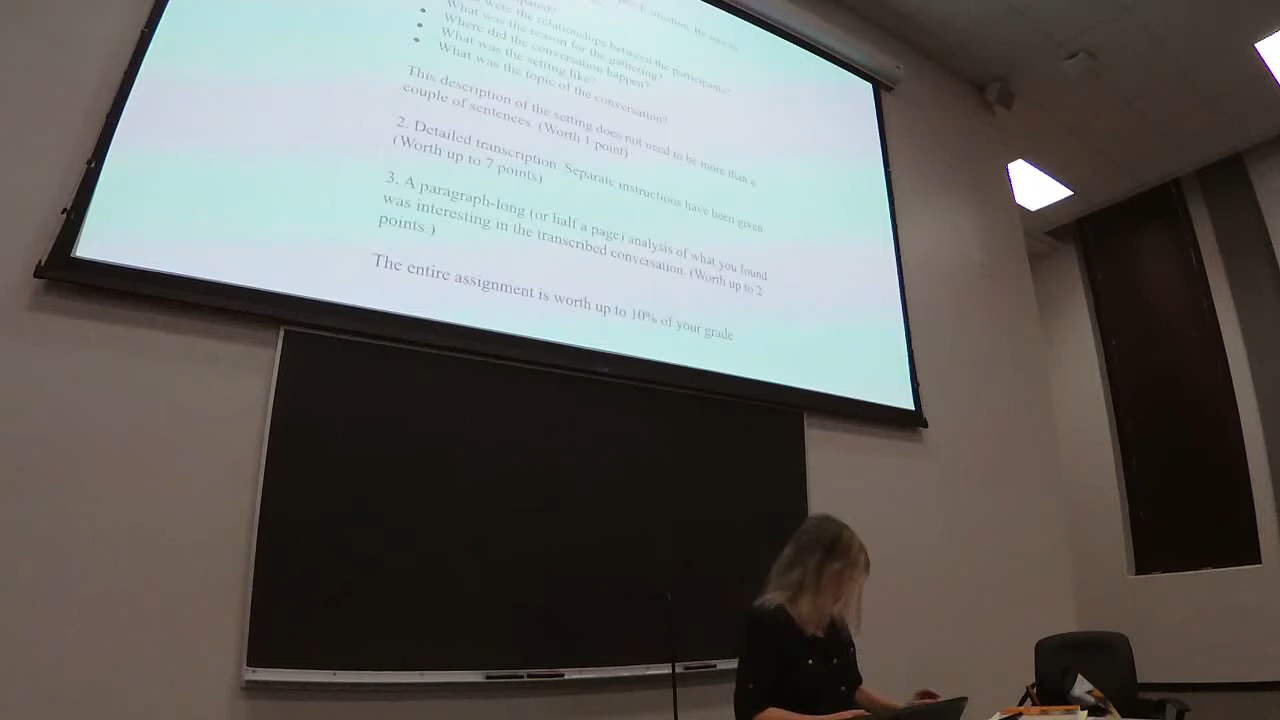 were the relationships between the participants?
What was the reason for the gathering?
Where did the conversation happen?
What was the setting like?
What was the topic of the conversation?
This description of the setting does not need to be more than a
couple of sentences. (Worth 1 point)
2. Detailed transcription. Separate instructions have been given
(Worth up to 7 points)
3. A paragraph-long (or half a page) analysis of what you found
was interesting in the transcribed conversation. (Worth up to 2
points.)
The entire assignment is worth up to 10% of your grade